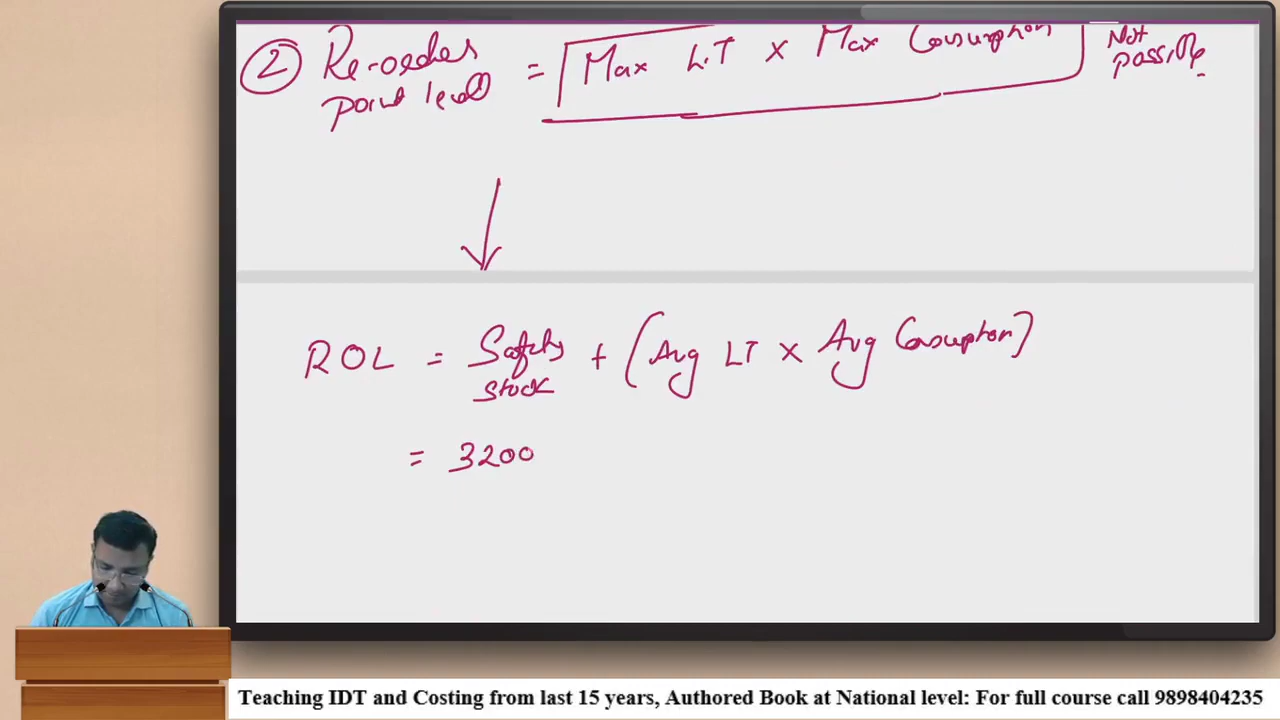 ② Re-order point level = Max L.T × Max Consumption Not possible
ROL = Safety stock + (Avg LT × Avg Consumption)
= 3200
Teaching IDT and Costing from last 15 years, Authored Book at National level: For full course call 9898404235